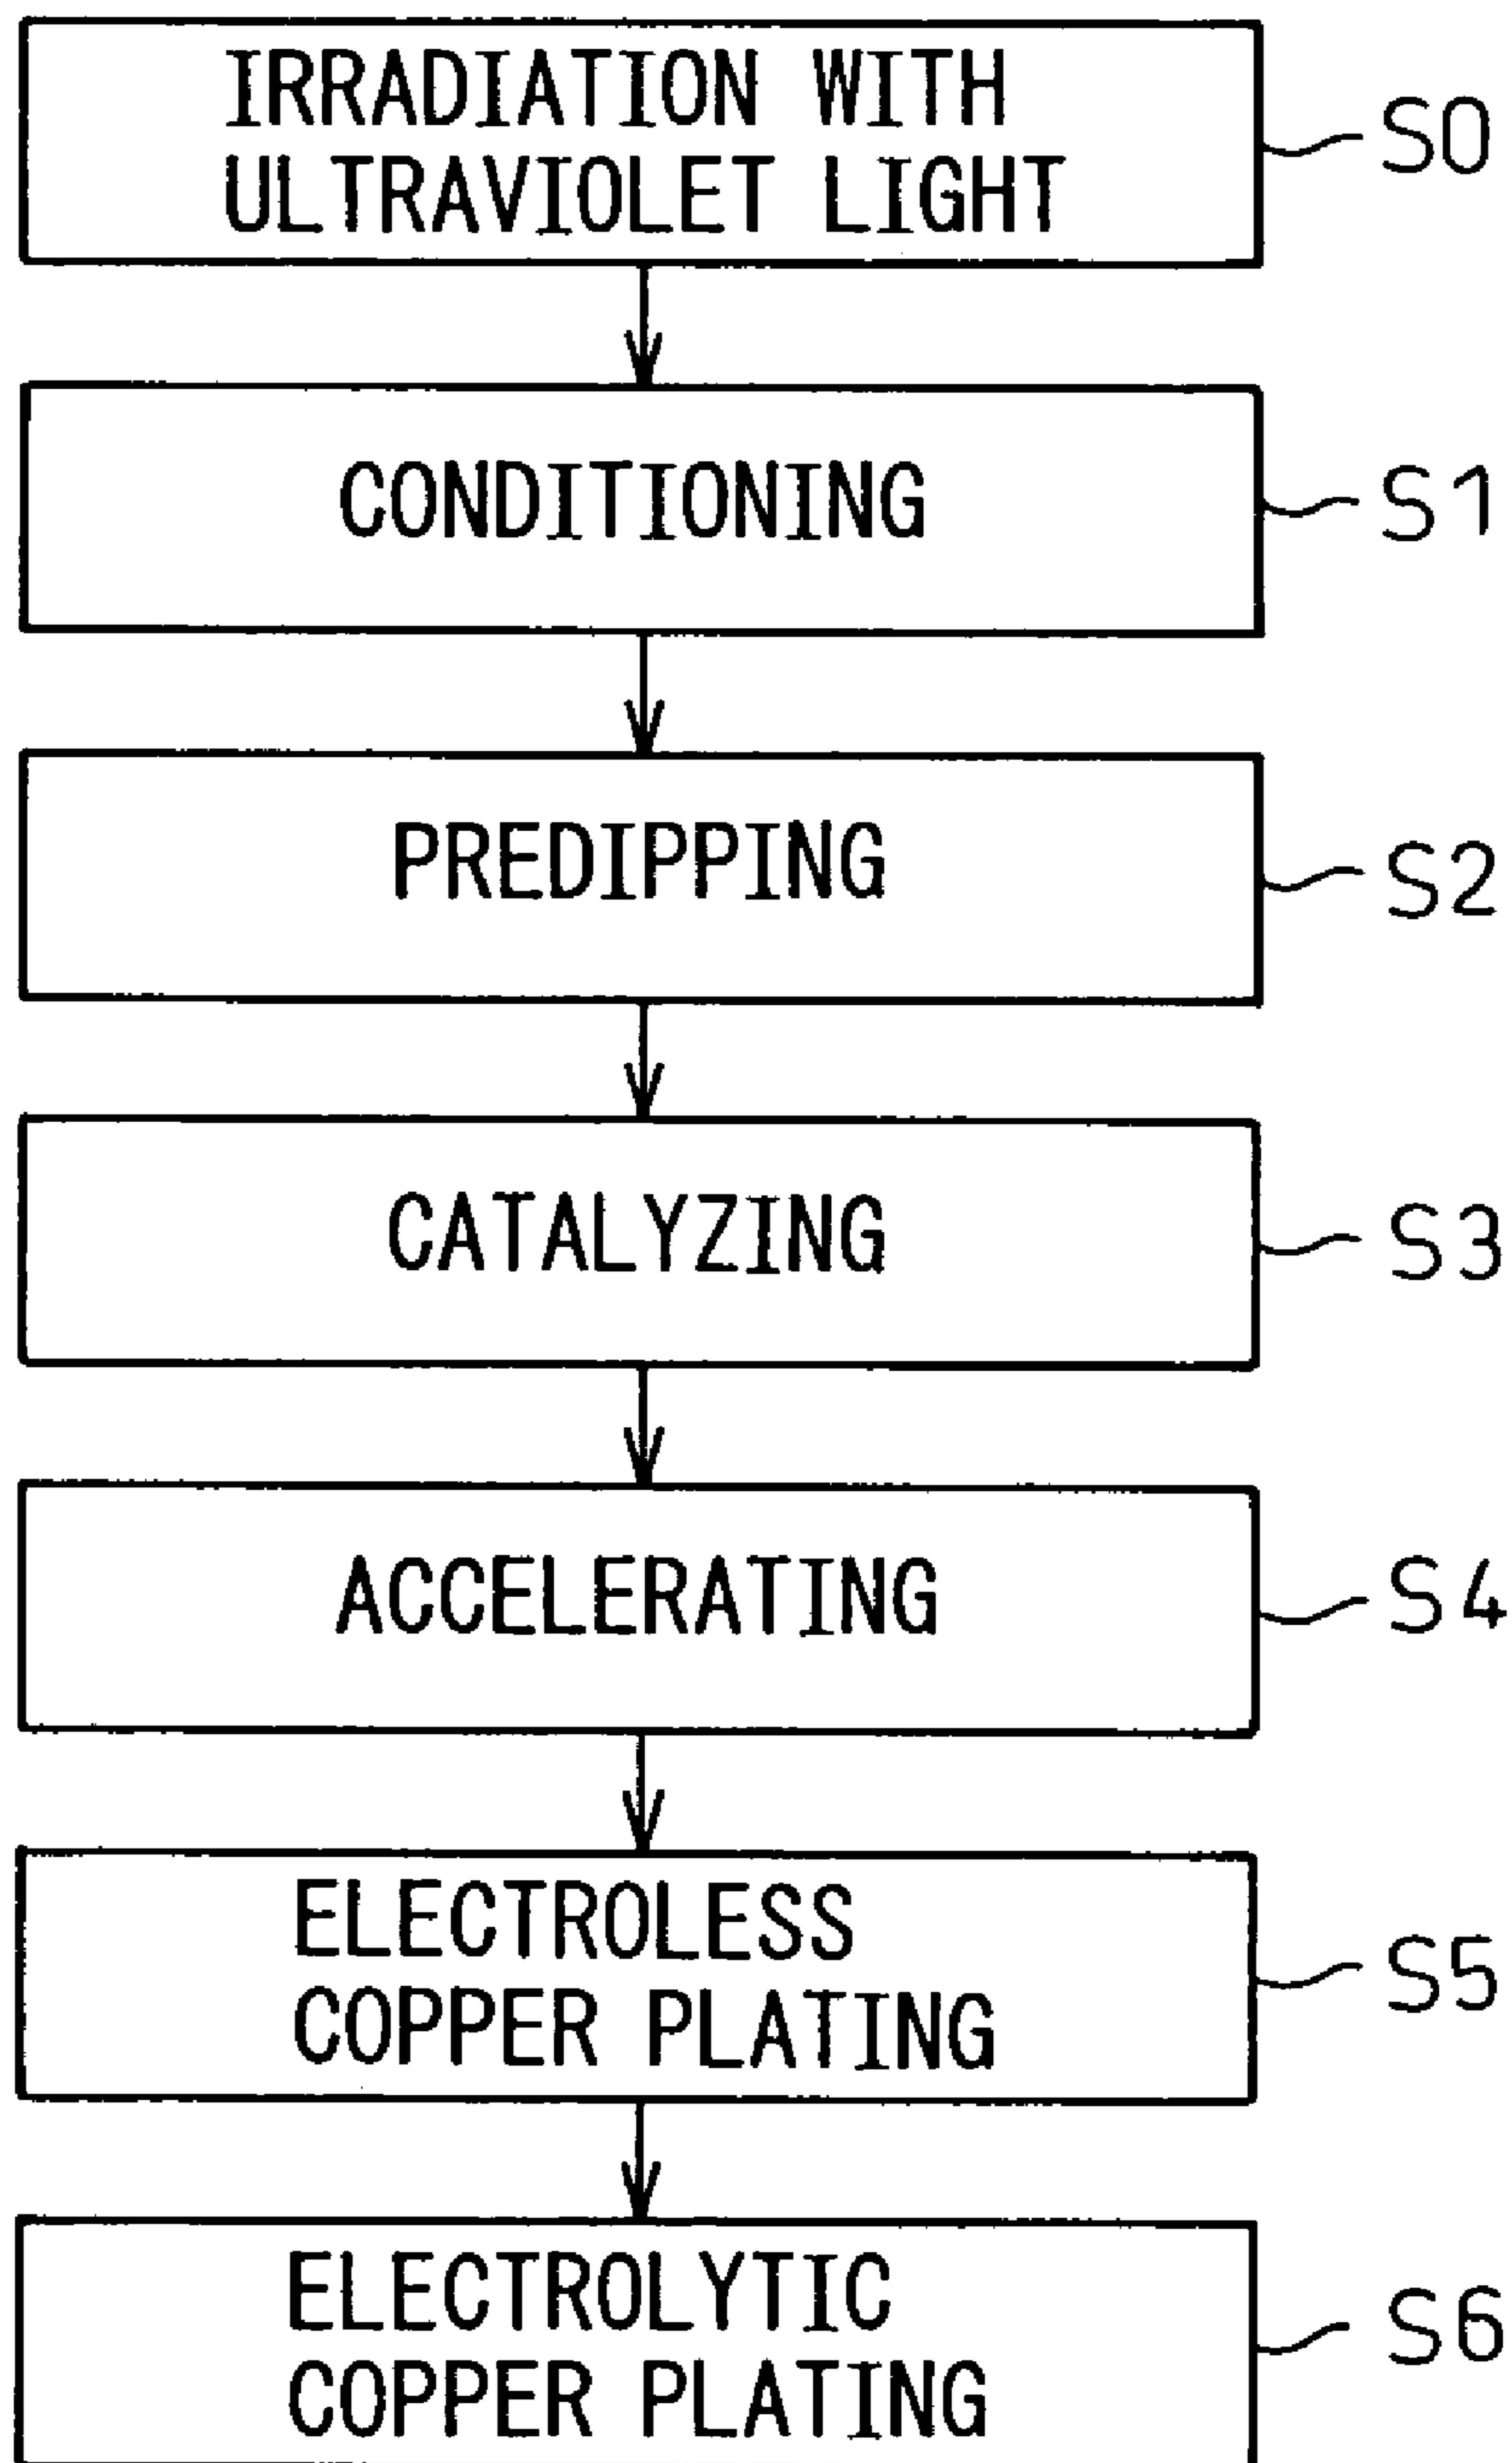 IRRADIATION WITH
ULTRAVIOLET LIGHT
S0
CONDITIONING
S1
PREDIPPING
S2
CATALYZING
S3
ACCELERATING
S4
ELECTROLESS
COPPER PLATING
S5
ELECTROLYTIC
COPPER PLATING
S6